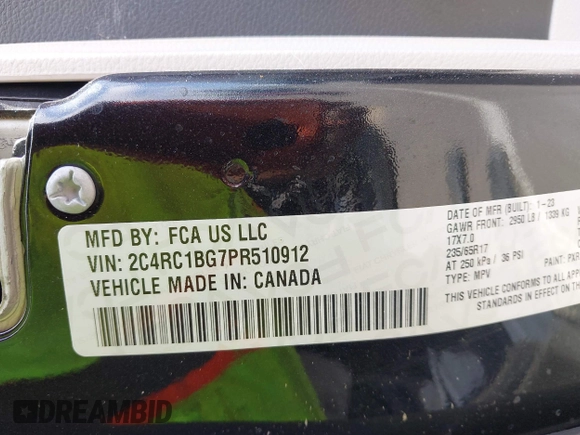 MFD BY: FCA US LLC
VIN: 2C4RC1BG7PR510912
VEHICLE MADE IN: CANADA
DATE OF MFR (BUILT): 1-23
GAWR FRONT: 2950 LB / 1339 KG
17X7.0
235/65R17
AT 250 kPa / 36 PSI
TYPE: MPV PAINT: PXR
THIS VEHICLE CONFORMS TO
STANDARDS IN EFFECT ON
DREAMBID